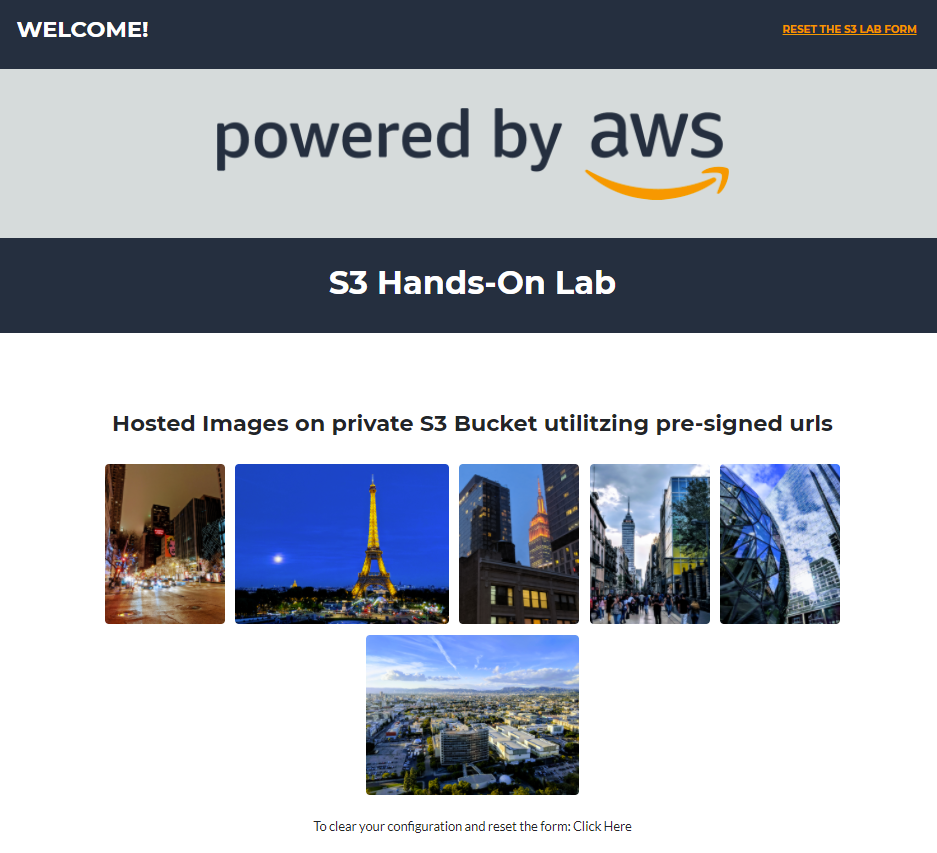 WELCOME!
RESET THE S3 LAB FORM
powered by aws
S3 Hands-On Lab
Hosted Images on private S3 Bucket utilitzing pre-signed urls
To clear your configuration and reset the form: Click Here